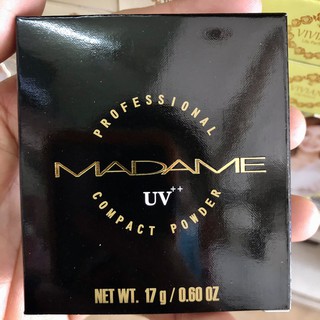 PROFESSIONAL
MADAME
UV++
COMPACT POWDER
NET WT. 17 g / 0.60 OZ